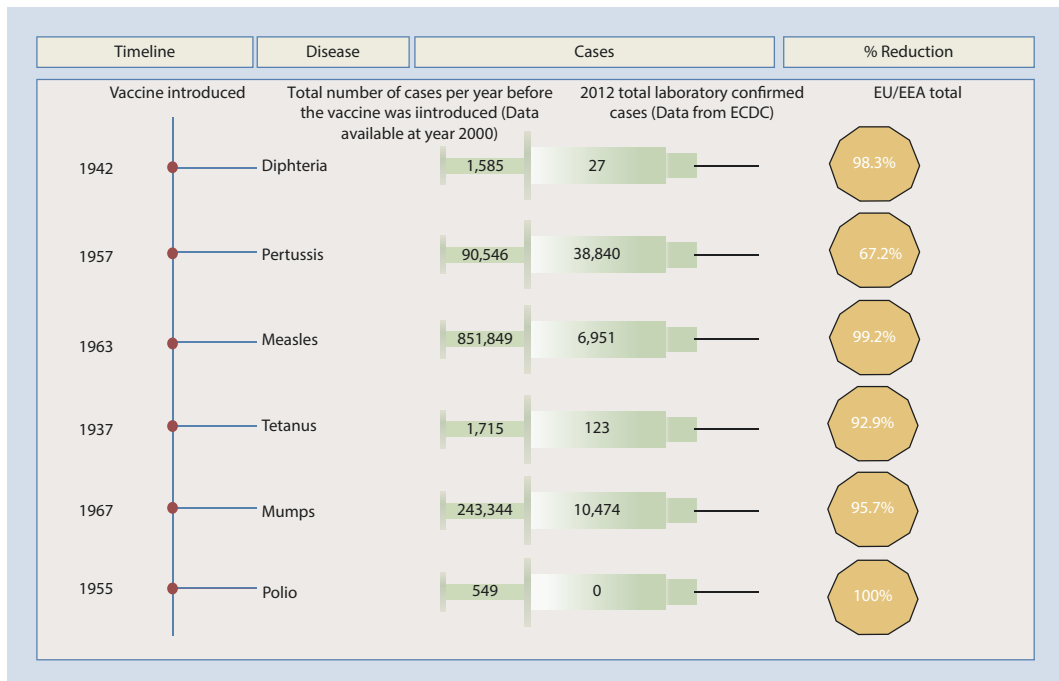 Timeline
Disease
Cases
% Reduction
Vaccine introduced
Total number of cases per year before
the vaccine was iintroduced (Data
available at year 2000)
2012 total laboratory confirmed
cases (Data from ECDC)
EU/EEA total
1942
Diphteria
1,585
27
98.3%
1957
Pertussis
90,546
38,840
67.2%
1963
Measles
851,849
6,951
99.2%
1937
Tetanus
1,715
123
92.9%
1967
Mumps
243,344
10,474
95.7%
1955
Polio
549
0
100%